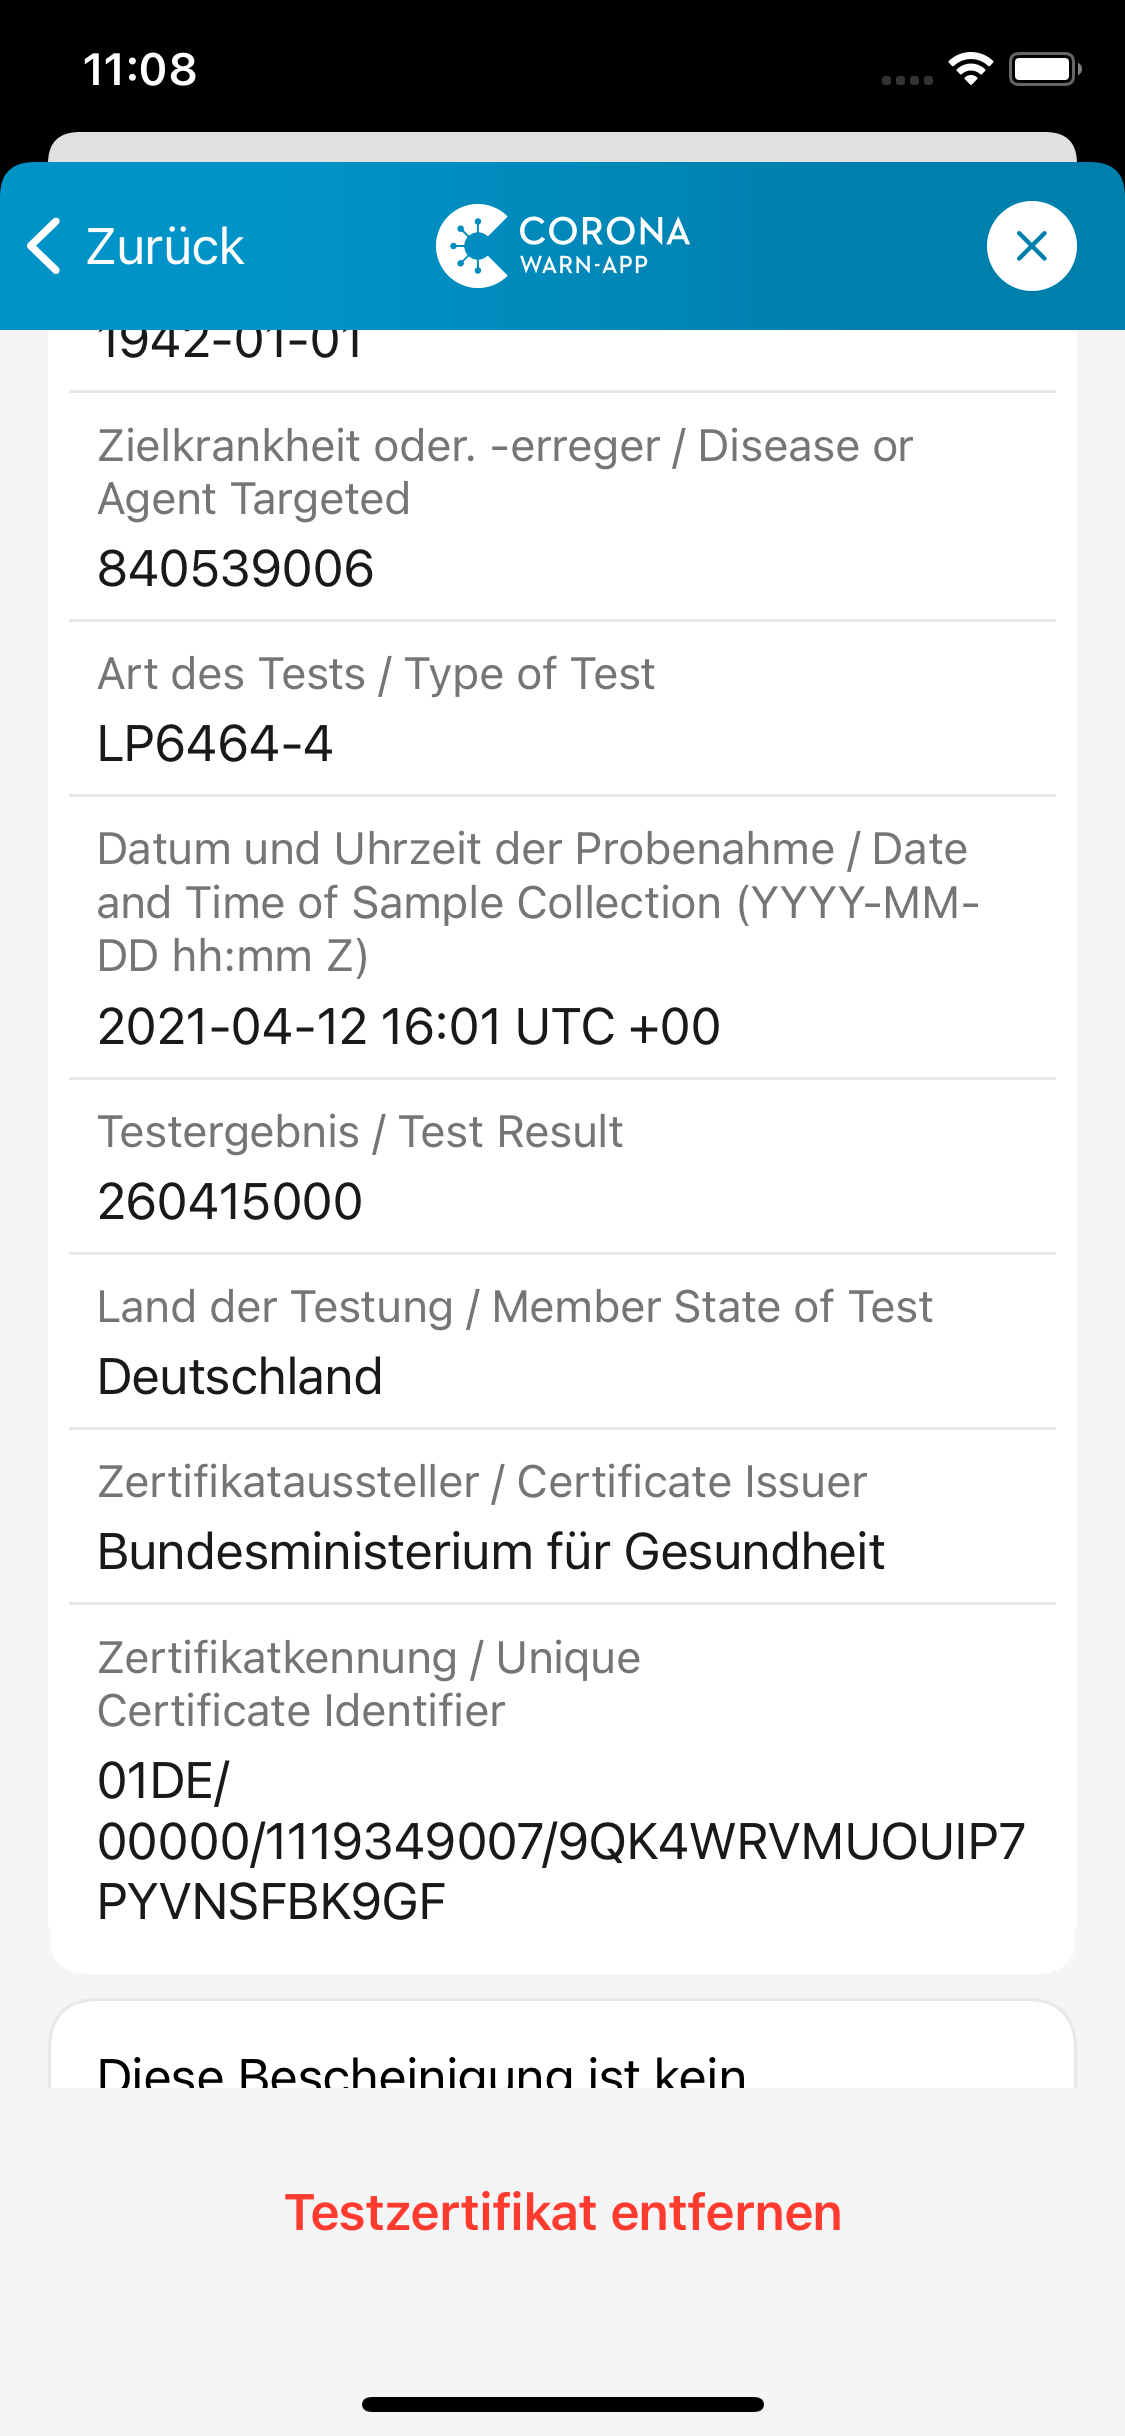 11:08
Zurück
CORONA
WARN-APP
1942-01-01
Zielkrankheit oder. -erreger / Disease or
Agent Targeted
840539006
Art des Tests / Type of Test
LP6464-4
Datum und Uhrzeit der Probenahme / Date
and Time of Sample Collection (YYYY-MM-
DD hh:mm Z)
2021-04-12 16:01 UTC +00
Testergebnis / Test Result
260415000
Land der Testung / Member State of Test
Deutschland
Zertifikataussteller / Certificate Issuer
Bundesministerium für Gesundheit
Zertifikatkennung / Unique
Certificate Identifier
01DE/
00000/1119349007/9QK4WRVMUOUIP7
PYVNSFBK9GF
Diese Bescheinigung ist kein
Testzertifikat entfernen